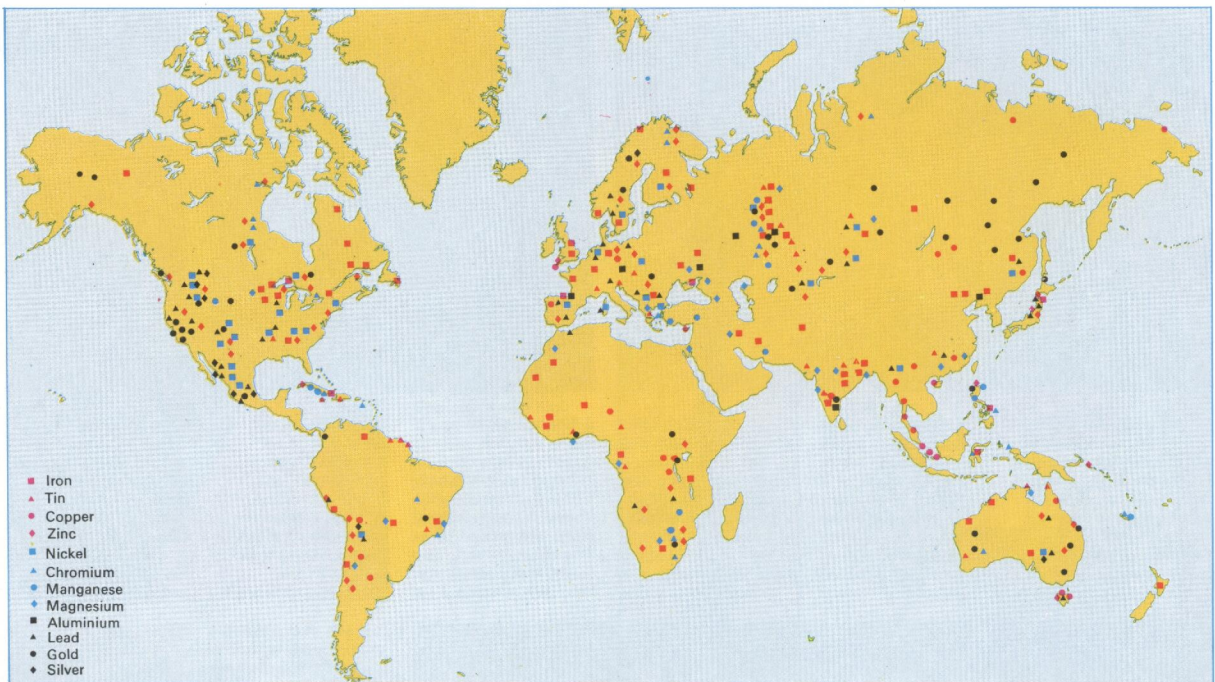 Iron
Tin
Copper
Zinc
Nickel
Chromium
Manganese
Magnesium
Aluminium
Lead
Gold
Silver